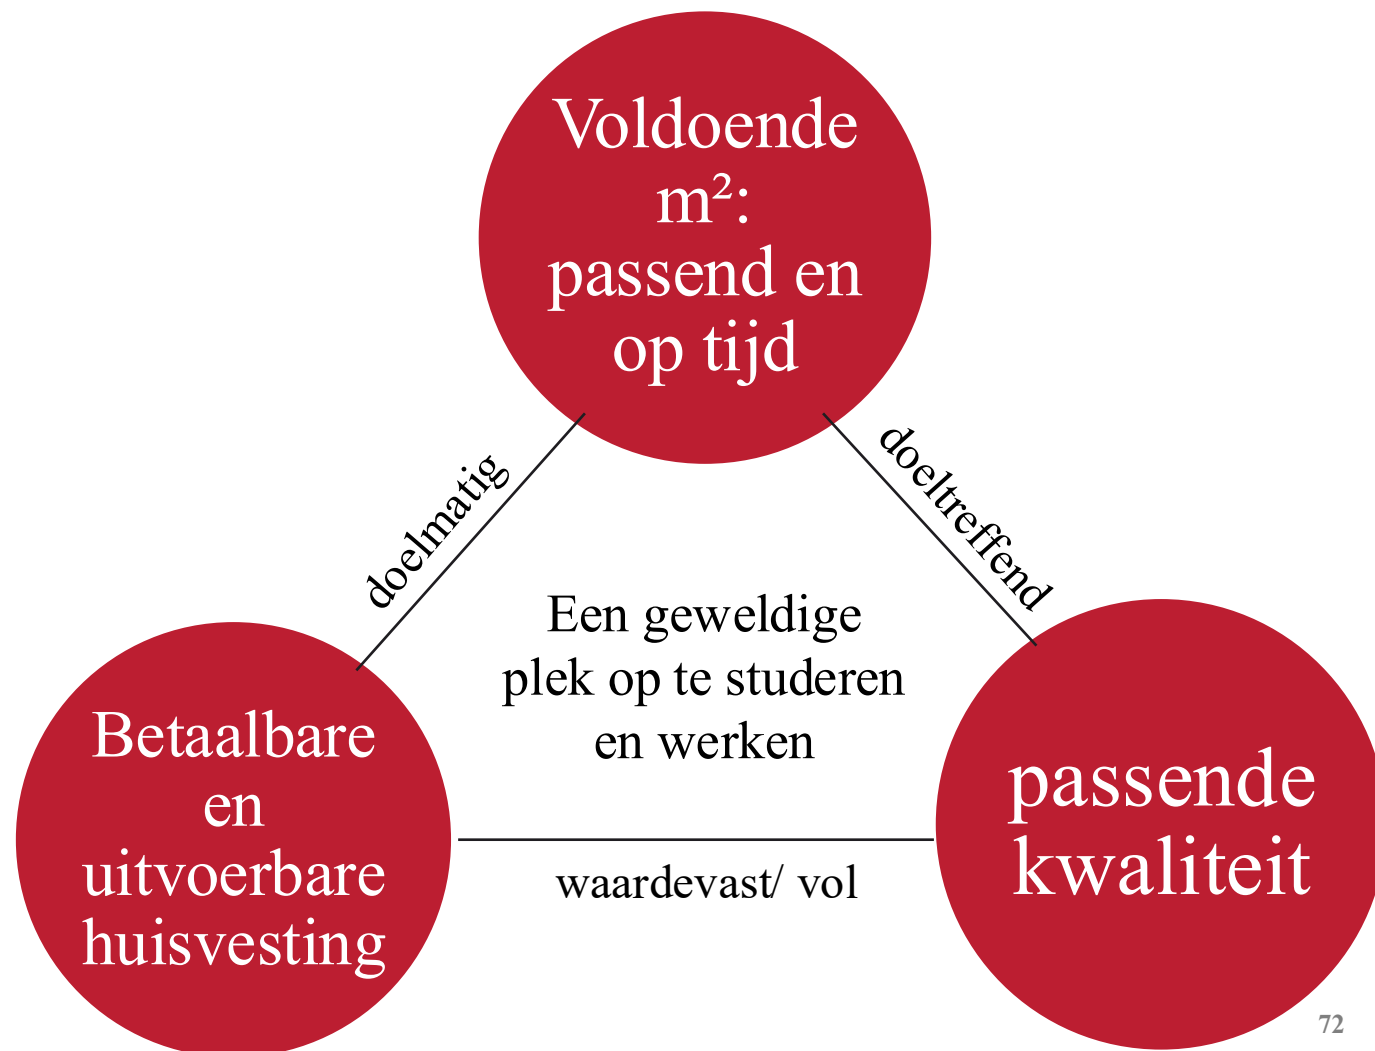 Voldoende
m²:
passend en
op tijd
doelmatig
doeltreffend
Een geweldige
plek op te studeren
en werken
Betaalbare
en
uitvoerbare
huisvesting
passende
kwaliteit
waardevast/ vol
72